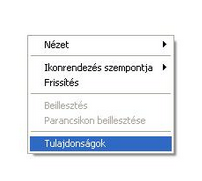 Nézet
Ikonrendezés szempontja
Frissítés
Beillesztés
Parancsikon beillesztése
Tulajdonságok